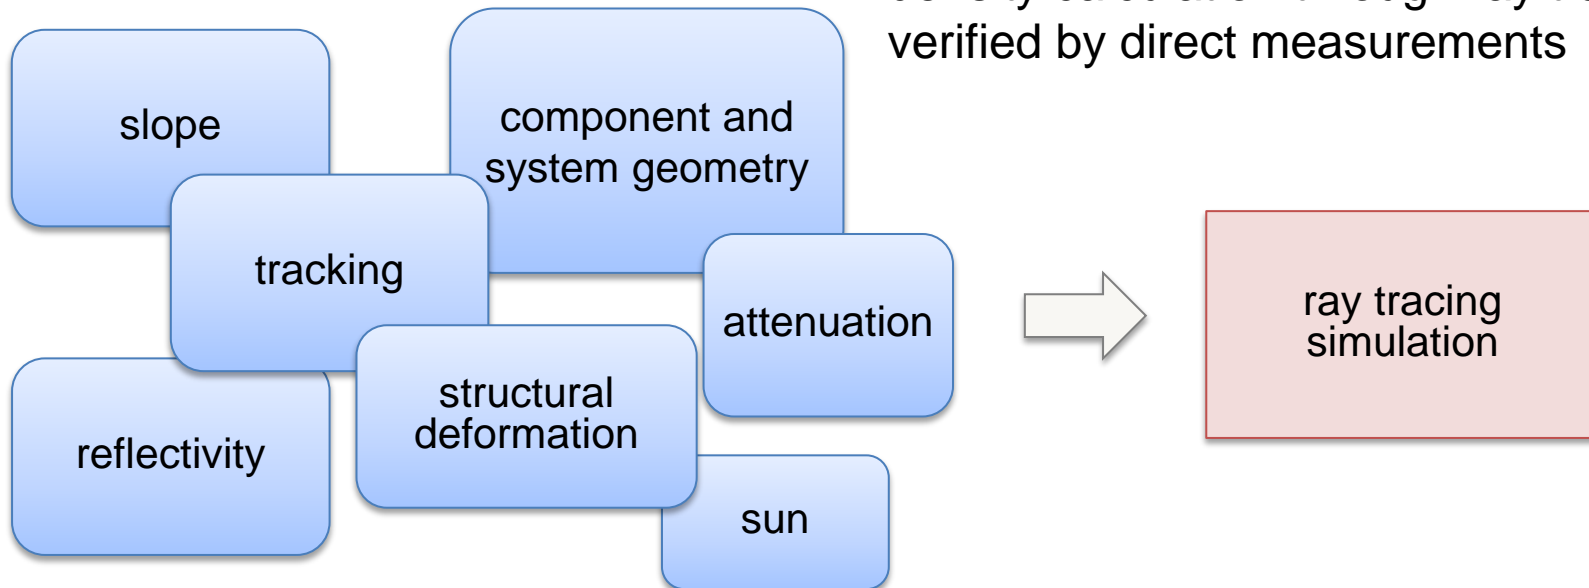 verified by direct measurements
slope
component and
system geometry
tracking
attenuation
ray tracing
simulation
structural
deformation
reflectivity
sun